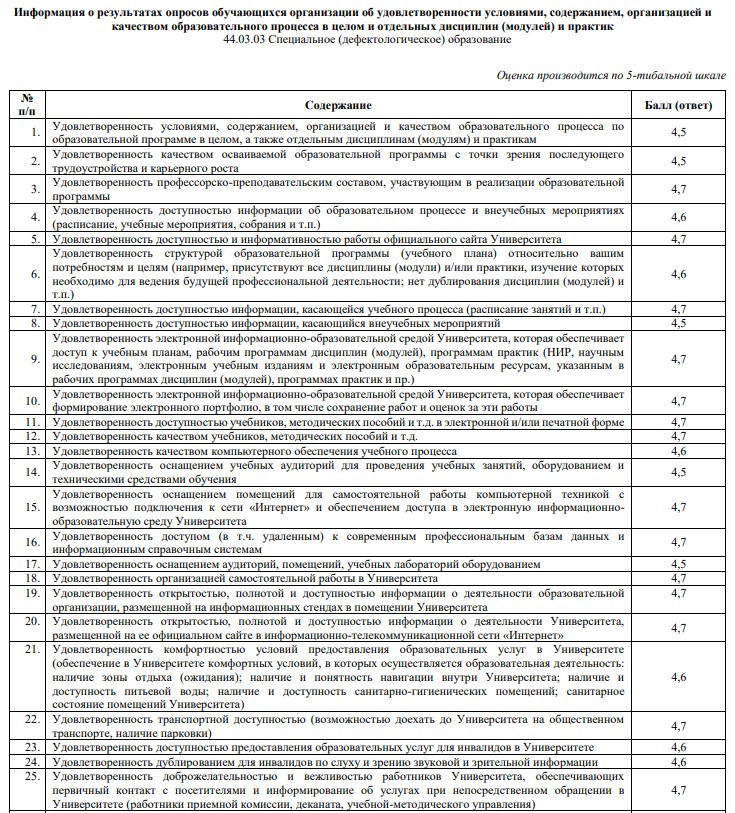 Информация о результатах опросов обучающихся организации об удовлетворенности условиями, содержанием, организацией и
качеством образовательного процесса в целом и отдельных дисциплин (модулей) и практик
44.03.03 Специальное (дефектологическое) образование
Оценка производится по 5-тибальной шкале
№
п/п
Содержание
Балл (ответ)
1. Удовлетворенность условиями, содержанием, организацией и качеством образовательного процесса по
образовательной программе в целом, а также отдельным дисциплинам (модулям) и практикам
4,5
2. Удовлетворенность качеством осваиваемой образовательной программы с точки зрения последующего
трудоустройства и карьерного роста
4,5
3. Удовлетворенность профессорско-преподавательским составом, участвующим в реализации образовательной
программы
4,7
4. Удовлетворенность доступностью информации об образовательном процессе и внеучебных мероприятиях
(расписание, учебные мероприятия, собрания и т.п.)
4,6
5. Удовлетворенность доступностью и информативностью работы официального сайта Университета 4,7
6. Удовлетворенность структурой образовательной программы (учебного плана) относительно вашим
потребностям и целям (например, присутствуют все дисциплины (модули) и/или практики, изучение которых
необходимо для ведения будущей профессиональной деятельности; нет дублирования дисциплин (модулей) и
т.п.)
4,6
7. Удовлетворенность доступностью информации, касающейся учебного процесса (расписание занятий и т.п.) 4,7
8. Удовлетворенность доступностью информации, касающийся внеучебных мероприятий 4,5
9. Удовлетворенность электронной информационно-образовательной средой Университета, которая обеспечивает
доступ к учебным планам, рабочим программам дисциплин (модулей), программам практик (НИР, научным
исследованиям, электронным учебным изданиям и электронным образовательным ресурсам, указанным в
рабочих программах дисциплин (модулей), программах практик и пр.)
4,7
10. Удовлетворенность электронной информационно-образовательной средой Университета, которая обеспечивает
формирование электронного портфолио, в том числе сохранение работ и оценок за эти работы
4,7
11. Удовлетворенность доступностью учебников, методических пособий и т.д. в электронной и/или печатной форме 4,7
12. Удовлетворенность качеством учебников, методических пособий и т.д. 4,7
13. Удовлетворенность качеством компьютерного обеспечения учебного процесса 4,6
14. Удовлетворенность оснащением учебных аудиторий для проведения учебных занятий, оборудованием и
техническими средствами обучения
4,5
15. Удовлетворенность оснащением помещений для самостоятельной работы компьютерной техникой с
возможностью подключения к сети «Интернет» и обеспечением доступа в электронную информационно-
образовательную среду Университета
4,7
16. Удовлетворенность доступом (в т.ч. удаленным) к современным профессиональным базам данных и
информационным справочным системам
4,7
17. Удовлетворенность оснащением аудиторий, помещений, учебных лабораторий оборудованием 4,5
18. Удовлетворенность организацией самостоятельной работы в Университета 4,7
19. Удовлетворенность открытостью, полнотой и доступностью информации о деятельности образовательной
организации, размещенной на информационных стендах в помещении Университета
4,7
20. Удовлетворенность открытостью, полнотой и доступностью информации о деятельности Университета,
размещенной на ее официальном сайте в информационно-телекоммуникационной сети «Интернет»
4,7
21. Удовлетворенность комфортностью условий предоставления образовательных услуг в Университете
(обеспечение в Университете комфортных условий, в которых осуществляется образовательная деятельность:
наличие зоны отдыха (ожидания); наличие и понятность навигации внутри Университета; наличие и
доступность питьевой воды; наличие и доступность санитарно-гигиенических помещений; санитарное
состояние помещений Университета)
4,6
22. Удовлетворенность транспортной доступностью (возможностью доехать до Университета на общественном
транспорте, наличие парковки)
4,7
23. Удовлетворенность доступностью предоставления образовательных услуг для инвалидов в Университете 4,6
24. Удовлетворенность дублированием для инвалидов по слуху и зрению звуковой и зрительной информации 4,6
25. Удовлетворенность доброжелательностью и вежливостью работников Университета, обеспечивающих
первичный контакт с посетителями и информирование об услугах при непосредственном обращении в
Университете (работники приемной комиссии, деканата, учебной-методического управления)
4,7